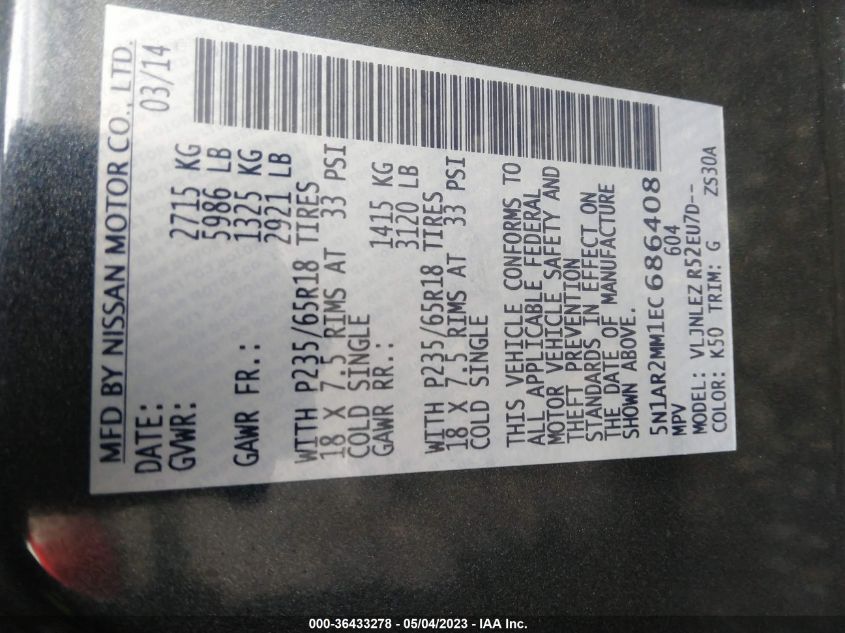 MFD BY NISSAN MOTOR CO., LTD.
DATE: 03/14
GVWR: 2715 KG
5986 LB
GAWR FR.: 1325 KG
2921 LB
WITH P235/65R18 TIRES
18 X 7.5 RIMS AT 33 PSI
COLD SINGLE
GAWR RR.: 1415 KG
3120 LB
WITH P235/65R18 TIRES
18 X 7.5 RIMS AT 33 PSI
COLD SINGLE
THIS VEHICLE CONFORMS TO
ALL APPLICABLE FEDERAL
MOTOR VEHICLE SAFETY AND
THEFT PREVENTION
STANDARDS IN EFFECT ON
THE DATE OF MANUFACTURE
SHOWN ABOVE.
5N1AR2MM1EC686408
MPV 604
MODEL: VLJNLEZ R52EU7D--
COLOR: K50 TRIM: G ZS30A
000-36433278 - 05/04/2023 - IAA Inc.